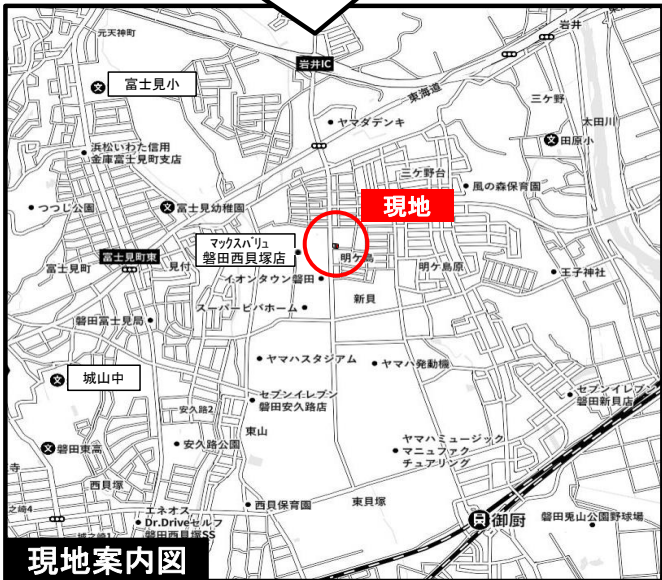 元天神町
岩井
岩井IC
富士見小
東海道
三ケ野
太田川
ヤマダデンキ
田原小
浜松いわた信用
金庫富士見町支店
三ケ野台
風の森保育園
つつじ公園
富士見幼稚園
現地
マックスバリュ
磐田西貝塚店
富士見町東
見付
富士見町
明ケ島
イオンタウン磐田
明ケ島原
王子神社
新貝
スーパービバホーム
磐田富士見局
ヤマハスタジアム
ヤマハ発動機
城山中
セブンイレブン
磐田安久路店
セブンイレブン
磐田新貝店
安久路2
東山
安久路公園
磐田東高
ヤマハミュージック
マニュファク
チュアリング
西貝塚
寺
西貝保育園
東貝塚
御厨
磐田兎山公園野球場
エネオス
Dr.Driveセルフ
磐田西貝塚SS
現地案内図